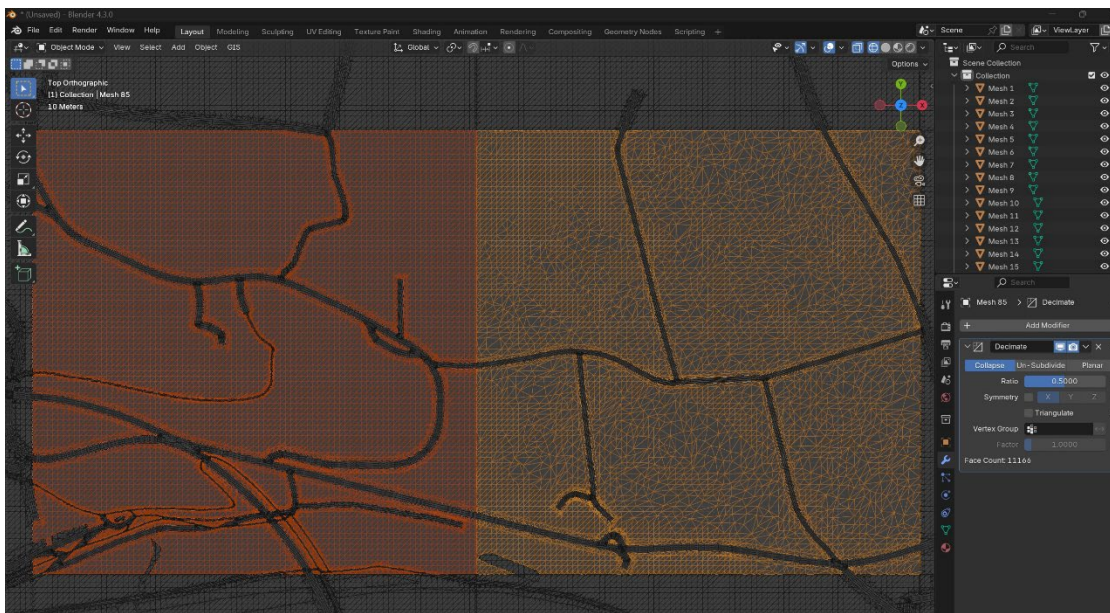 * (Unsaved) - Blender 4.3.0
File Edit Render Window Help Layout Modeling Sculpting UV Editing Texture Paint Shading Animation Rendering Compositing Geometry Nodes Scripting + Scene ViewLayer
Object Mode View Select Add Object GIS Global Search
Options
Top Orthographic
(1) Collection | Mesh 85
10 Meters
Y
X
Z
Scene Collection
Collection
Mesh 1
Mesh 2
Mesh 3
Mesh 4
Mesh 5
Mesh 6
Mesh 7
Mesh 8
Mesh 9
Mesh 10
Mesh 11
Mesh 12
Mesh 13
Mesh 14
Mesh 15
Search
Mesh 85 > Decimate
+ Add Modifier
Decimate
Collapse Un-Subdivide Planar
Ratio 0.5000
Symmetry X Y Z
Triangulate
Vertex Group
Factor 1.0000
Face Count: 11166